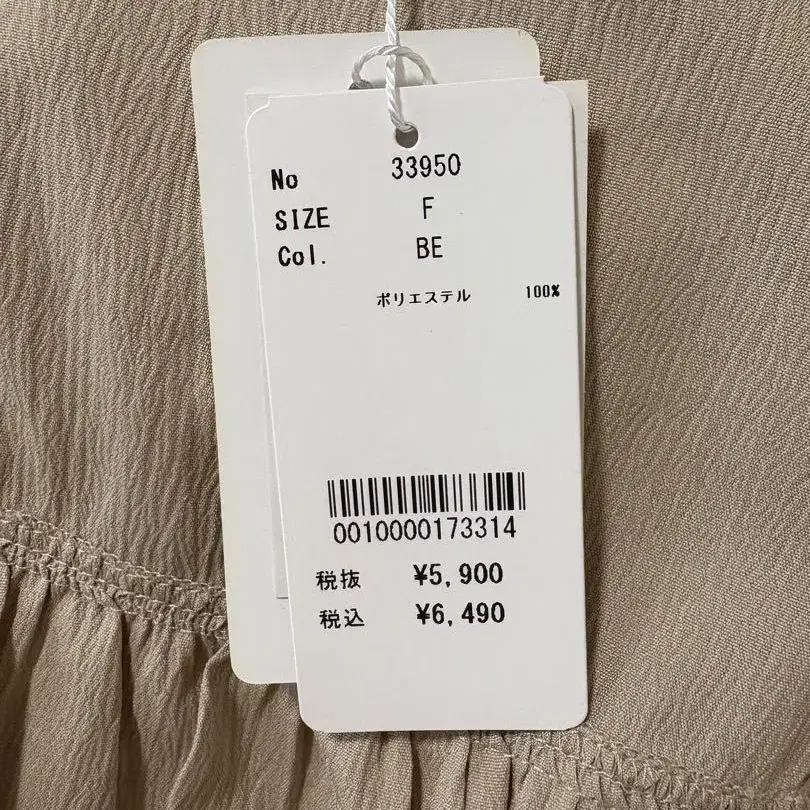 No 33950
SIZE F
Col. BE
ポリエステル 100%
0010000173314
税抜 ¥5,900
税込 ¥6,490